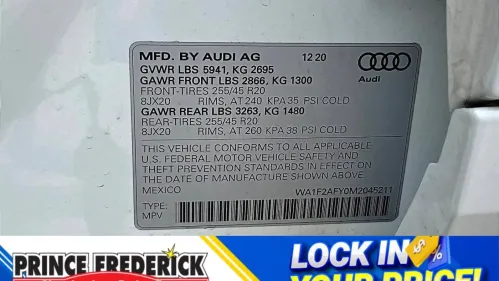 MFD. BY AUDI AG 12 20
GVWR LBS 5941, KG 2695
GAWR FRONT LBS 2866, KG 1300
FRONT-TIRES 255/45 R20
8JX20 RIMS, AT 240 KPA 35 PSI COLD
GAWR REAR LBS 3263, KG 1480
REAR-TIRES 255/45 R20
8JX20 RIMS, AT 260 KPA 38 PSI COLD
Audi
THIS VEHICLE CONFORMS TO ALL APPLICABLE
U.S. FEDERAL MOTOR VEHICLE SAFETY AND
THEFT PREVENTION STANDARDS IN EFFECT ON
THE DATE OF MANUFACTURE SHOWN ABOVE.
MEXICO WA1F2AFY0M2045211
TYPE:
MPV
PRINCE FREDERICK
LOCK IN
YOUR PRICE!